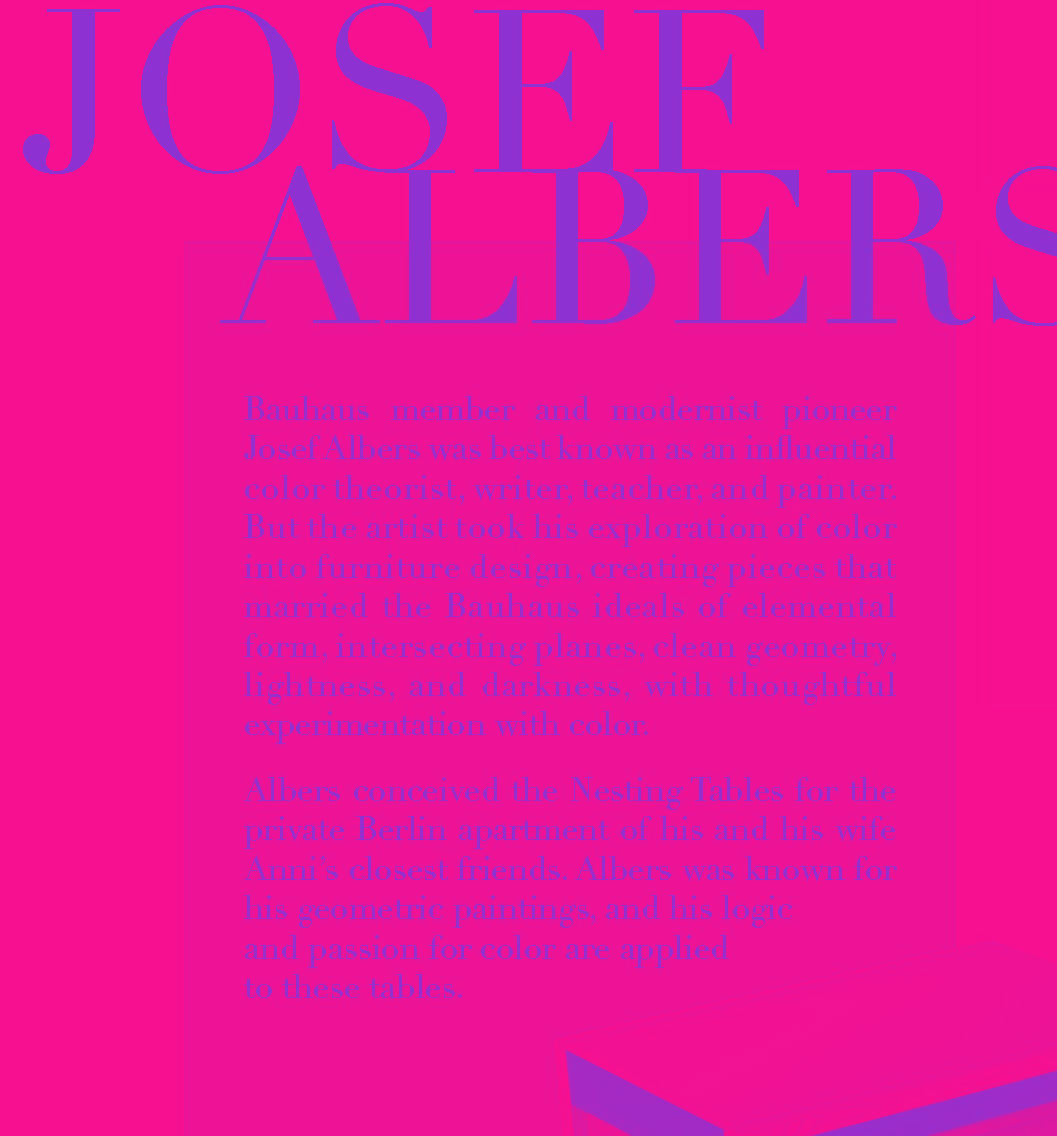 JOSEF
ALBERS
Bauhaus member and modernist pioneer
Josef Albers was best known as an influential
color theorist, writer, teacher, and painter.
But the artist took his exploration of color
into furniture design, creating pieces that
married the Bauhaus ideals of elemental
form, intersecting planes, clean geometry,
lightness, and darkness, with thoughtful
experimentation with color.
Albers conceived the Nesting Tables for the
private Berlin apartment of his and his wife
Anni's closest friends. Albers was known for
his geometric paintings, and his logic
and passion for color are applied
to these tables.